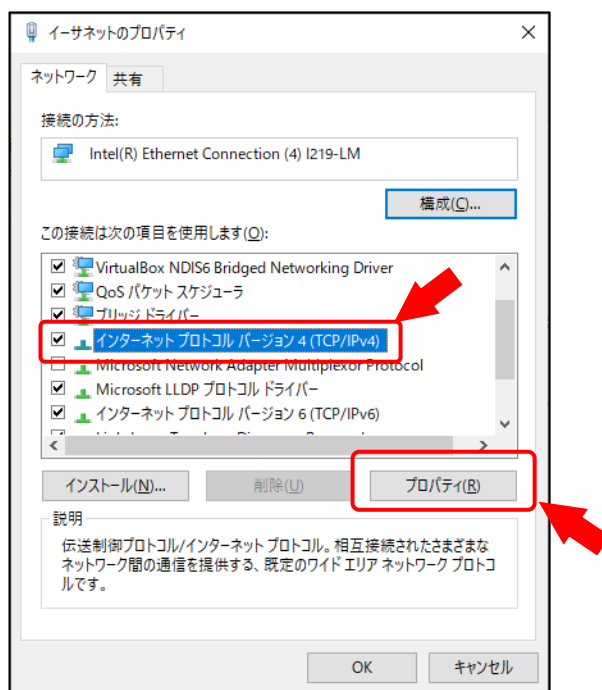 イーサネットのプロパティ
ネットワーク 共有
接続の方法:
Intel(R) Ethernet Connection (4) I219-LM
構成(C)...
この接続は次の項目を使用します(O):
VirtualBox NDIS6 Bridged Networking Driver
QoS パケット スケジューラ
ブリッジ ドライバー
インターネット プロトコル バージョン 4 (TCP/IPv4)
Microsoft Network Adapter Multiplexor Protocol
Microsoft LLDP プロトコル ドライバー
インターネット プロトコル バージョン 6 (TCP/IPv6)
インストール(N)... 削除(U) プロパティ(R)
説明
伝送制御プロトコル/インターネット プロトコル。相互接続されたさまざまな
ネットワーク間の通信を提供する、既定のワイド エリア ネットワーク プロトコ
ルです。
OK キャンセル